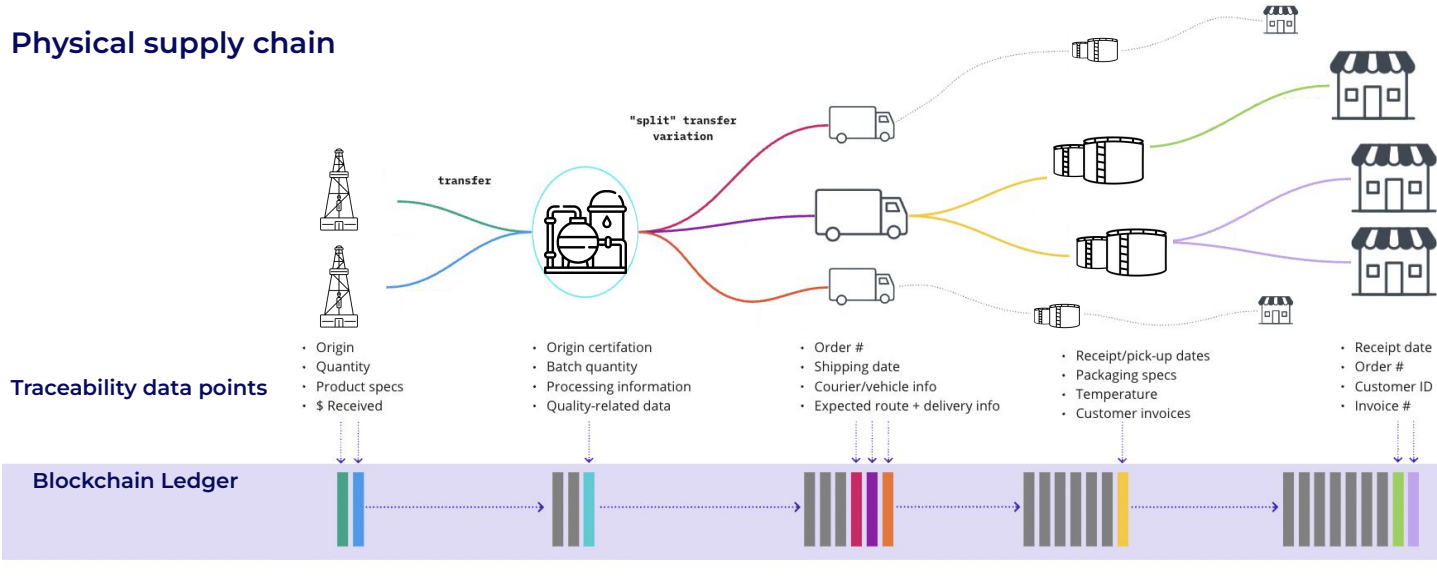 Physical supply chain
"split" transfer
variation
transfer
Traceability data points
· Origin
· Quantity
· Product specs
· $ Received
· Origin certifation
· Batch quantity
· Processing information
· Quality-related data
· Order #
· Shipping date
· Courier/vehicle info
· Expected route + delivery info
· Receipt/pick-up dates
· Packaging specs
· Temperature
· Customer invoices
· Receipt date
· Order #
· Customer ID
· Invoice #
Blockchain Ledger